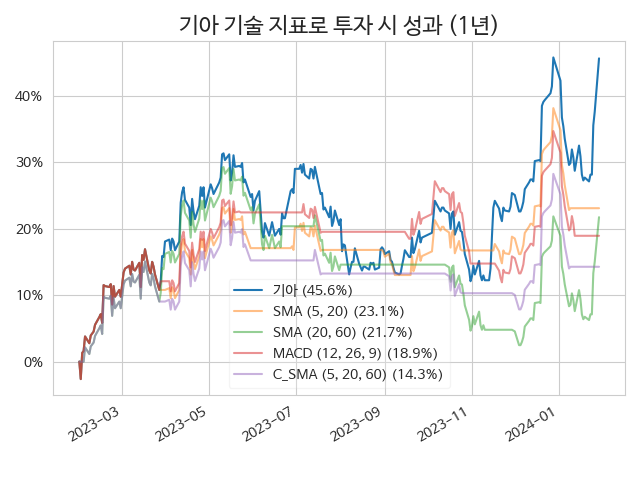 기아 기술 지표로 투자 시 성과 (1년)
40%
30%
20%
10%
0%
기아 (45.6%)
SMA (5, 20) (23.1%)
SMA (20, 60) (21.7%)
MACD (12, 26, 9) (18.9%)
C_SMA (5, 20, 60) (14.3%)
2023-03
2023-05
2023-07
2023-09
2023-11
2024-01